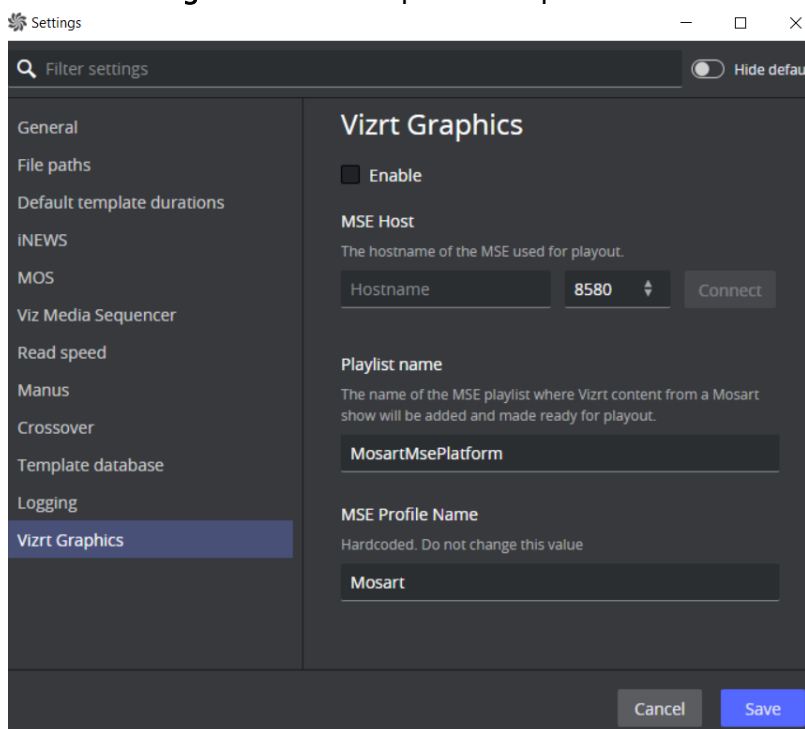 Settings
Filter settings
Hide defau
General
File paths
Default template durations
iNEWS
MOS
Viz Media Sequencer
Read speed
Manus
Crossover
Template database
Logging
Vizrt Graphics
Vizrt Graphics
Enable
MSE Host
The hostname of the MSE used for playout.
Hostname
8580
Connect
Playlist name
The name of the MSE playlist where Vizrt content from a Mosart
show will be added and made ready for playout.
MosartMsePlatform
MSE Profile Name
Hardcoded. Do not change this value
Mosart
Cancel
Save